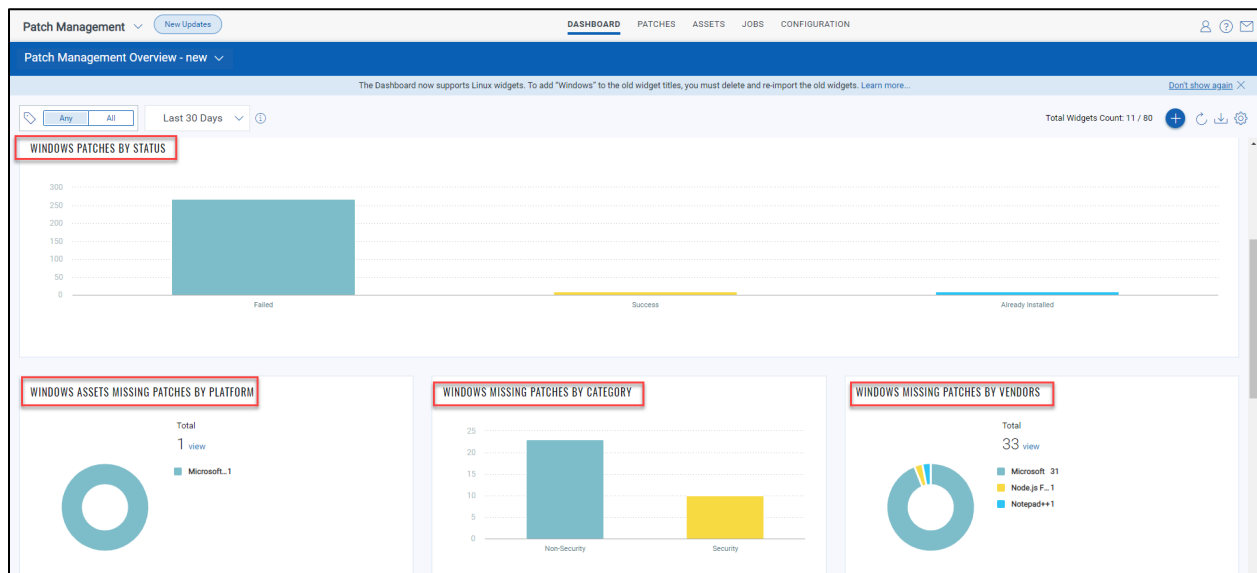 Patch Management New Updates DASHBOARD PATCHES ASSETS JOBS CONFIGURATION
Patch Management Overview - new
The Dashboard now supports Linux widgets. To add "Windows" to the old widget titles, you must delete and re-import the old widgets. Learn more... Don't show again
Any All Last 30 Days Total Widgets Count: 11 / 80
WINDOWS PATCHES BY STATUS
300
250
200
150
100
50
0
Failed Success Already Installed
WINDOWS ASSETS MISSING PATCHES BY PLATFORM
Total
1 view
Microsoft...1
WINDOWS MISSING PATCHES BY CATEGORY
25
20
15
10
5
0
Non-Security Security
WINDOWS MISSING PATCHES BY VENDORS
Total
33 view
Microsoft 31
Node.js F... 1
Notepad++ 1